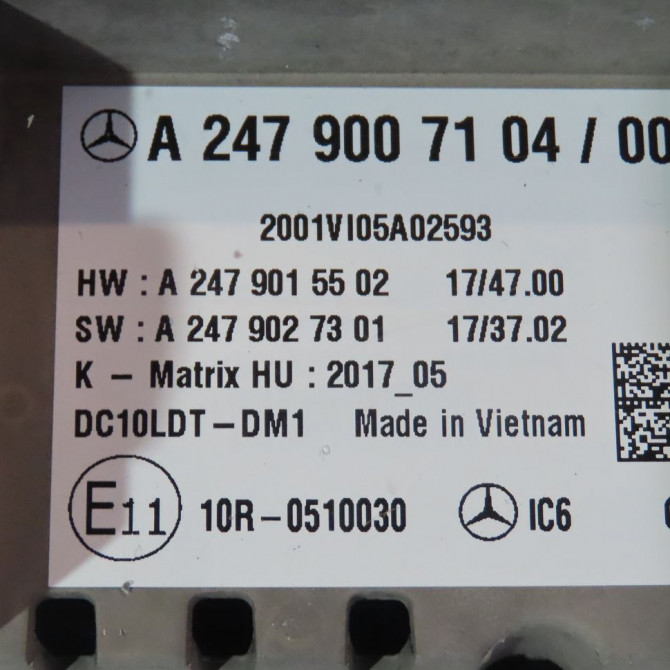 A 247 900 71 04 / 00
2001VI05A02593
HW : A 247 901 55 02 17/47.00
SW : A 247 902 73 01 17/37.02
K - Matrix HU : 2017_05
DC10LDT-DM1 Made in Vietnam
E11 10R-0510030 IC6